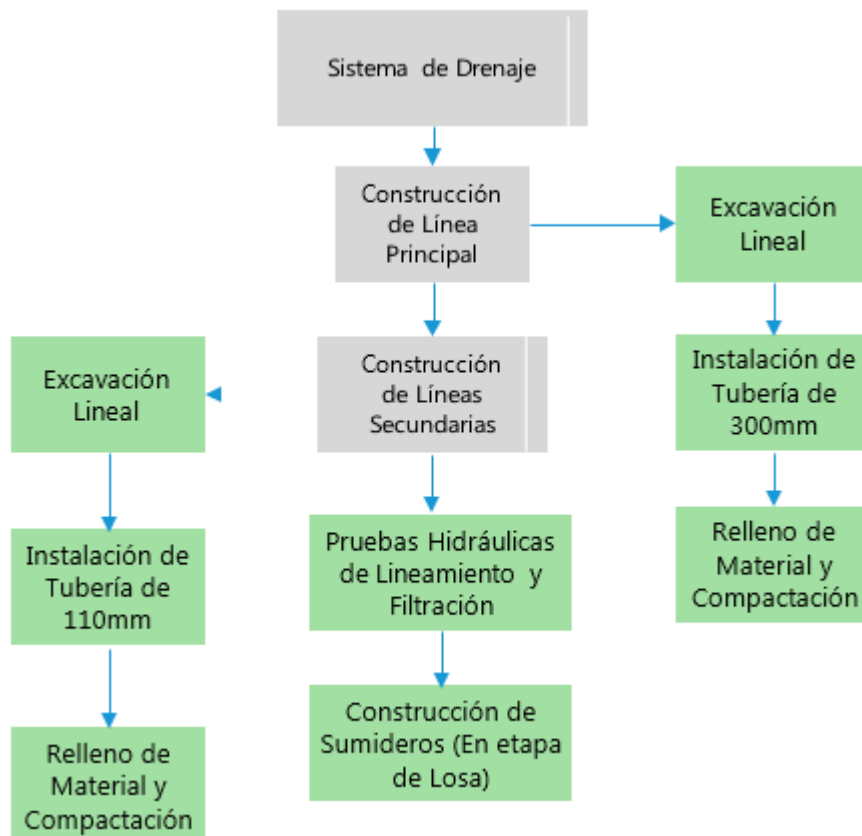 Sistema de Drenaje
Construcción
de Línea
Principal
Excavación
Lineal
Excavación
Lineal
Construcción
de Líneas
Secundarias
Instalación de
Tubería de
300mm
Instalación de
Tubería de
110mm
Pruebas Hidráulicas
de Lineamiento y
Filtración
Relleno de
Material y
Compactación
Relleno de
Material y
Compactación
Construcción de
Sumideros (En etapa
de Losa)